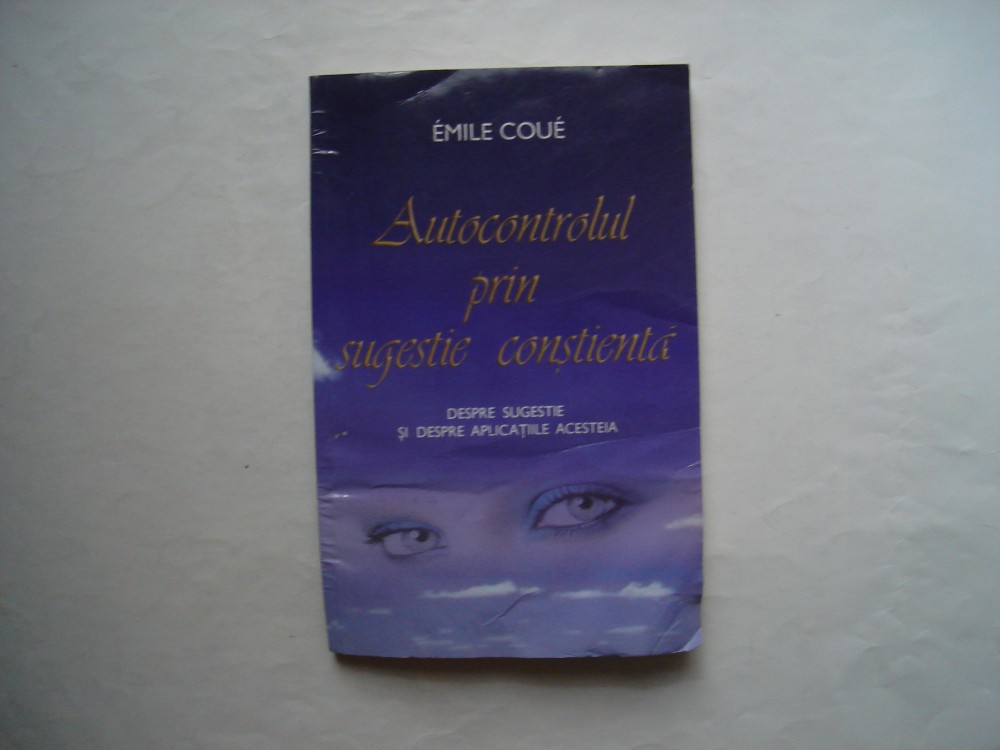 ÉMILE COUÉ
Autocontrolul
prin
sugestie conștientă
DESPRE SUGESTIE
ȘI DESPRE APLICAȚIILE ACESTEIA